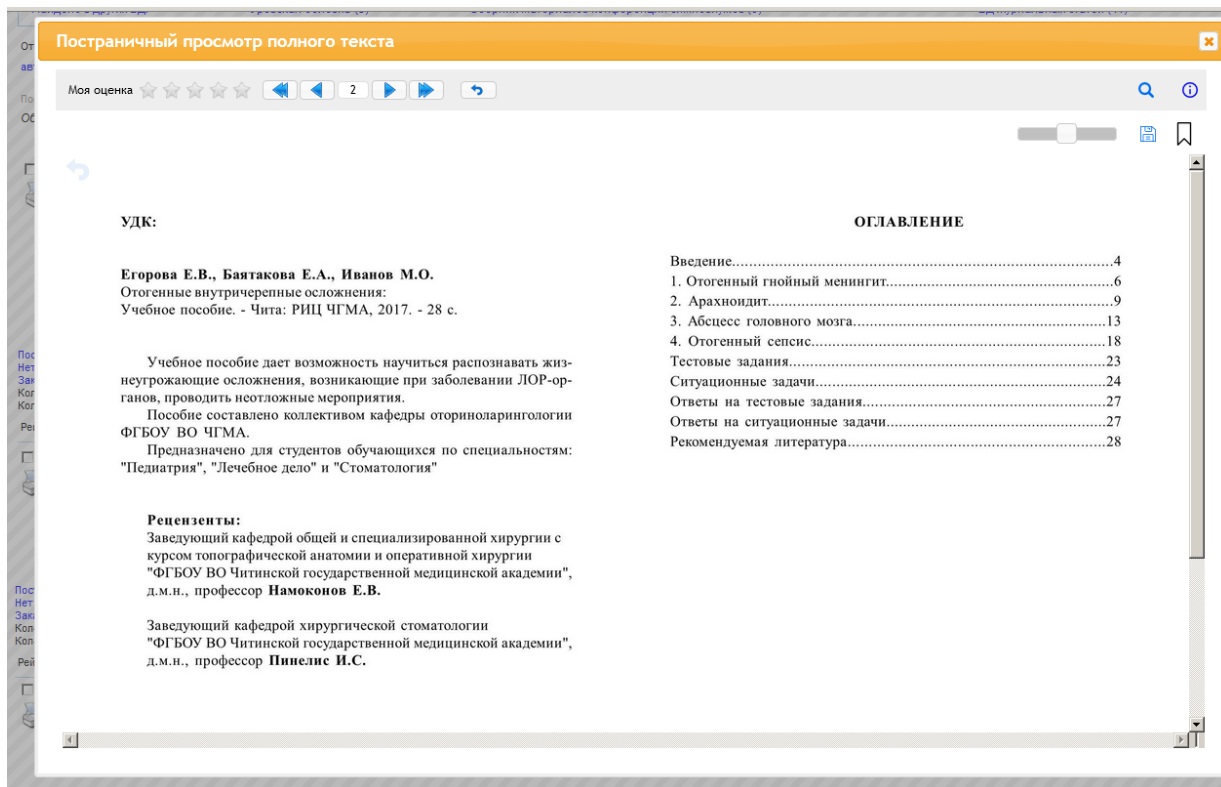 Постраничный просмотр полного текста
Моя оценка
2
УДК:
Егорова Е.В., Баятакова Е.А., Иванов М.О.
Отогенные внутричерепные осложнения:
Учебное пособие. - Чита: РИЦ ЧГМА, 2017. - 28 с.
Учебное пособие дает возможность научиться распознавать жиз-
неугрожающие осложнения, возникающие при заболевании ЛОР-ор-
ганов, проводить неотложные мероприятия.
Пособие составлено коллективом кафедры оториноларингологии
ФГБОУ ВО ЧГМА.
Предназначено для студентов обучающихся по специальностям:
"Педиатрия", "Лечебное дело" и "Стоматология"
Рецензенты:
Заведующий кафедрой общей и специализированной хирургии с
курсом топографической анатомии и оперативной хирургии
"ФГБОУ ВО Читинской государственной медицинской академии",
д.м.н., профессор Намоконов Е.В.
Заведующий кафедрой хирургической стоматологии
"ФГБОУ ВО Читинской государственной медицинской академии",
д.м.н., профессор Пинелис И.С.
ОГЛАВЛЕНИЕ
Введение.....4
1. Отогенный гнойный менингит.....6
2. Арахноидит.....9
3. Абсцесс головного мозга.....13
4. Отогенный сепсис.....18
Тестовые задания.....23
Ситуационные задачи.....24
Ответы на тестовые задания.....27
Ответы на ситуационные задачи.....27
Рекомендуемая литература.....28